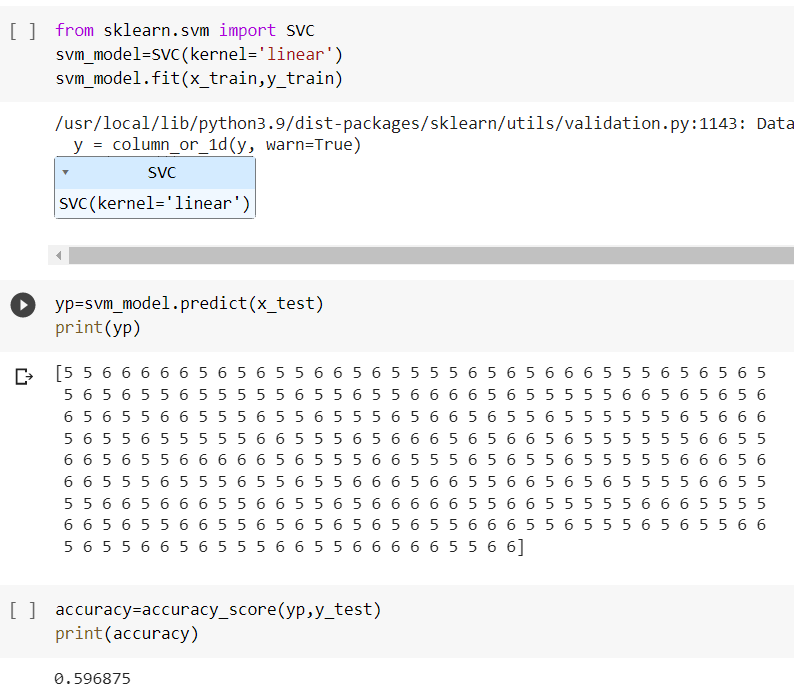 [ ] from sklearn.svm import SVC
svm_model=SVC(kernel='linear')
svm_model.fit(x_train,y_train)
/usr/local/lib/python3.9/dist-packages/sklearn/utils/validation.py:1143: Data
y = column_or_1d(y, warn=True)
SVC
SVC(kernel='linear')
yp=svm_model.predict(x_test)
print(yp)
[5 5 6 6 6 6 6 5 6 5 6 5 5 6 6 5 6 5 5 5 5 6 5 6 5 6 6 6 5 5 5 6 5 6 5 6 5
5 6 5 6 5 5 6 5 5 5 5 5 6 5 5 6 5 5 6 6 6 5 5 6 5 6 5 5 5 5 5 6 6 5 6 5 6 5 6
6 5 6 5 5 6 6 5 5 5 6 5 5 6 5 5 5 6 5 6 6 5 6 5 6 6 5 6 5 5 5 5 5 6 5 6 6 6
5 6 5 5 6 5 5 5 5 5 6 6 5 5 6 5 5 6 6 6 6 5 6 6 5 6 5 6 5 5 5 5 5 6 6 6 5 5
6 6 5 6 5 5 6 6 6 6 6 5 6 5 5 5 6 6 5 5 5 6 5 6 5 5 6 5 5 5 5 5 6 6 6 5 6
6 6 5 5 5 5 5 6 5 5 6 5 6 5 5 6 5 5 6 6 5 5 6 6 5 6 6 5 6 5 5 5 5 6 6 5 5
5 5 6 6 5 6 6 5 5 6 6 5 5 6 5 6 5 6 6 6 6 5 5 6 6 5 5 5 5 5 6 6 6 5 5 5 5
6 6 5 6 5 5 6 6 5 5 6 5 6 5 6 5 6 5 6 5 5 6 6 6 5 5 6 5 5 5 6 5 6 5 5 6 6
5 6 5 5 6 6 5 6 5 5 5 6 6 5 5 6 6 6 6 6 5 5 6 6]
[ ] accuracy=accuracy_score(yp,y_test)
print(accuracy)
0.596875